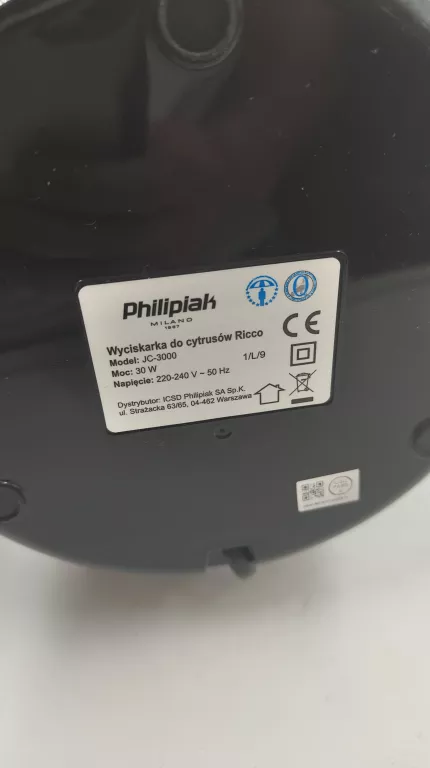 Philipiak
MILANO
1997
Wyciskarka do cytrusów Ricco
Model: JC-3000 1/L/9
Moc: 30 W
Napięcie: 220-240 V ~ 50 Hz
Dystrybutor: ICSD Philipiak SA Sp.K.
ul. Strażacka 63/65, 04-462 Warszawa
CE